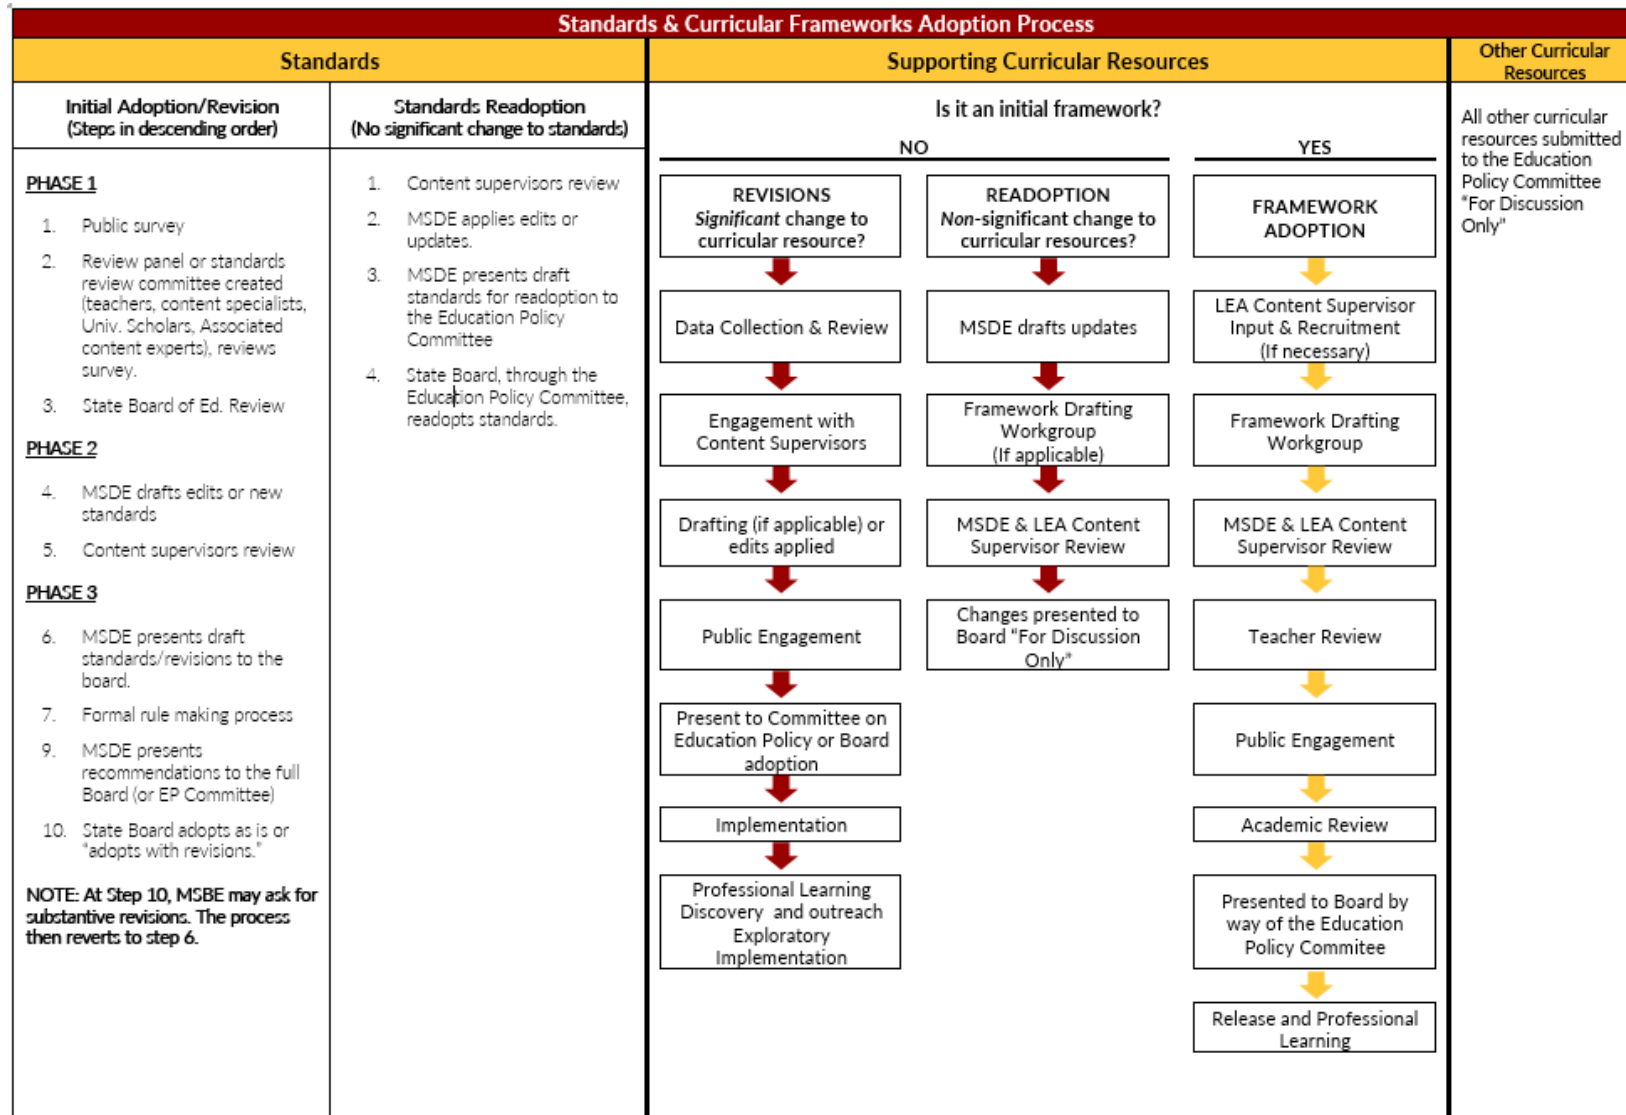 Standards & Curricular Frameworks Adoption Process
Standards
Supporting Curricular Resources
Other Curricular
Resources
Initial Adoption/Revision
(Steps in descending order)
PHASE 1
1. Public survey
2. Review panel or standards
review committee created
(teachers, content specialists,
Univ. Scholars, Associated
content experts), reviews
survey.
3. State Board of Ed. Review
PHASE 2
4. MSDE drafts edits or new
standards
5. Content supervisors review
PHASE 3
6. MSDE presents draft
standards/revisions to the
board.
7. Formal rule making process
9. MSDE presents
recommendations to the full
Board (or EP Committee)
10. State Board adopts as is or
"adopts with revisions."
NOTE: At Step 10, MSBE may ask for
substantive revisions. The process
then reverts to step 6.
Standards Readoption
(No significant change to standards)
1. Content supervisors review
2. MSDE applies edits or
updates.
3. MSDE presents draft
standards for readoption to
the Education Policy
Committee
4. State Board, through the
Education Policy Committee,
readopts standards.
Is it an initial framework?
NO
REVISIONS
Significant change to
curricular resource?
Data Collection & Review
Engagement with
Content Supervisors
Drafting (if applicable) or
edits applied
Public Engagement
Present to Committee on
Education Policy or Board
adoption
Implementation
Professional Learning
Discovery and outreach
Exploratory
Implementation
READOPTION
Non-significant change to
curricular resources?
MSDE drafts updates
Framework Drafting
Workgroup
(If applicable)
MSDE & LEA Content
Supervisor Review
Changes presented to
Board "For Discussion
Only"
YES
FRAMEWORK
ADOPTION
LEA Content Supervisor
Input & Recruitment
(If necessary)
Framework Drafting
Workgroup
MSDE & LEA Content
Supervisor Review
Teacher Review
Public Engagement
Academic Review
Presented to Board by
way of the Education
Policy Commitee
Release and Professional
Learning
All other curricular
resources submitted
to the Education
Policy Committee
"For Discussion
Only"